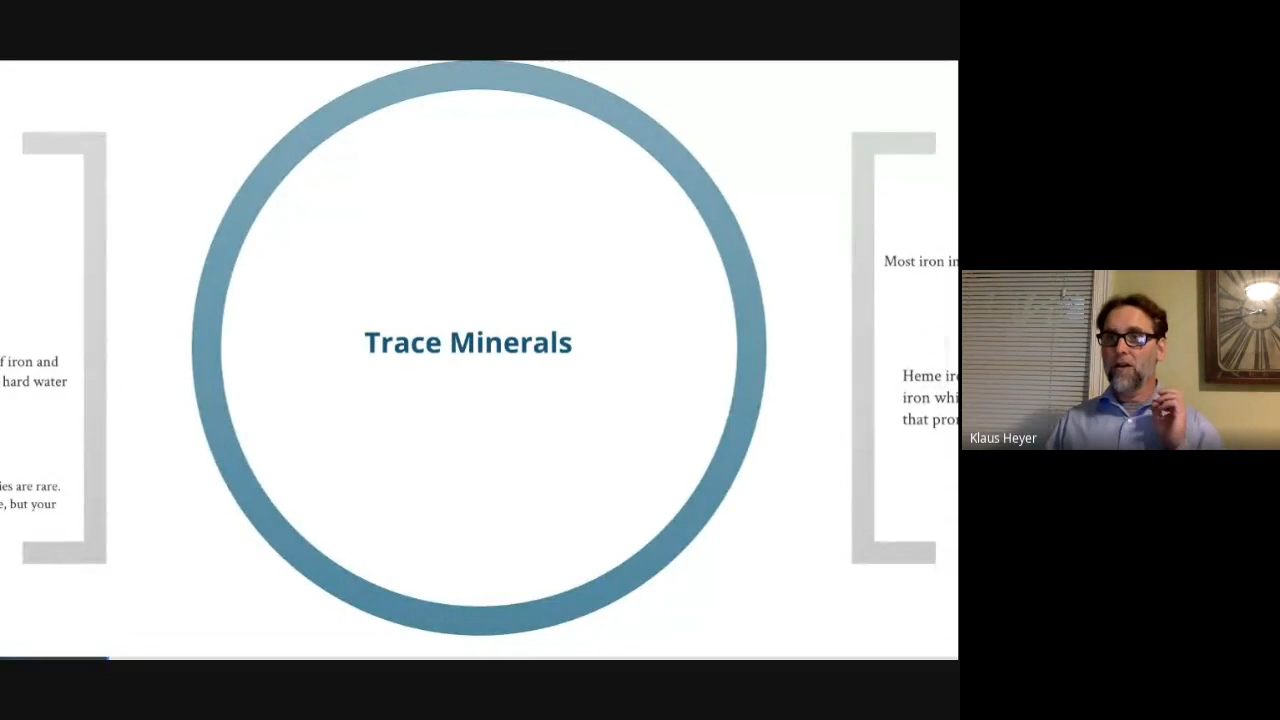 f iron and
hard water
ies are rare.
e, but your
Trace Minerals
Most iron in
Heme iro
iron whi
that pro
Klaus Heyer